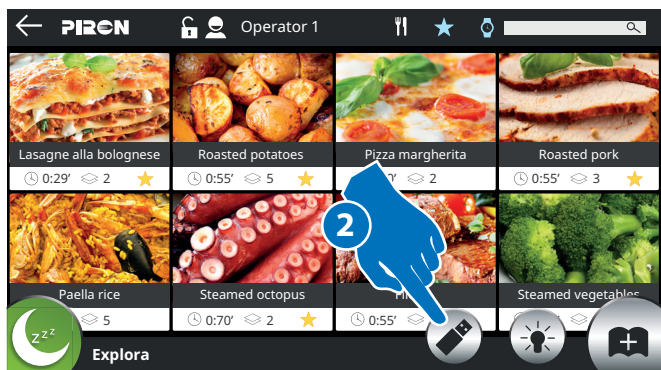 PIRON Operator 1
Lasagne alla bolognese Roasted potatoes Pizza margherita Roasted pork
0:29' 2 0:55' 5 2 0:55' 3
2
Paella rice Steamed octopus Steamed vegetables
5 0:70' 2 0:55'
zzz
Explora